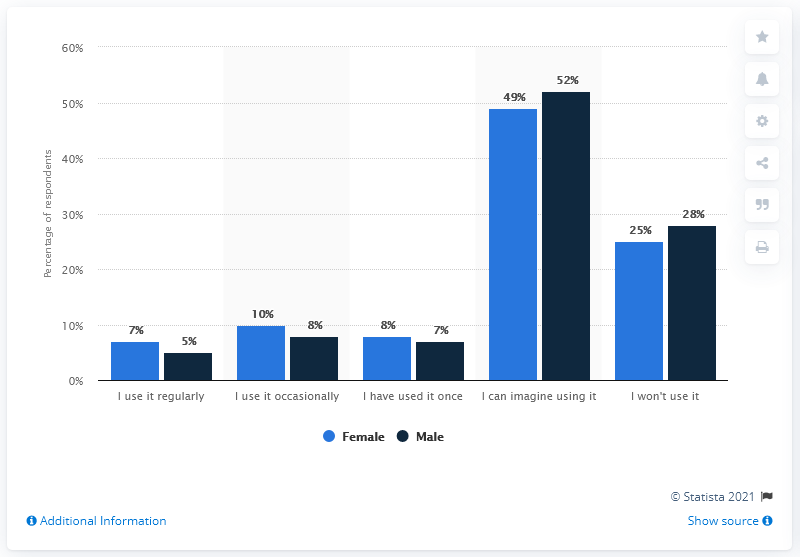 60%
50%
40%
30%
20%
10%
0%
Percentage of respondents
7%
5%
10%
8%
8%
7%
49%
52%
25%
28%
I use it regularly
I use it occasionally
I have used it once
I can imagine using it
I won't use it
Female
Male
© Statista 2021
Additional Information
Show source